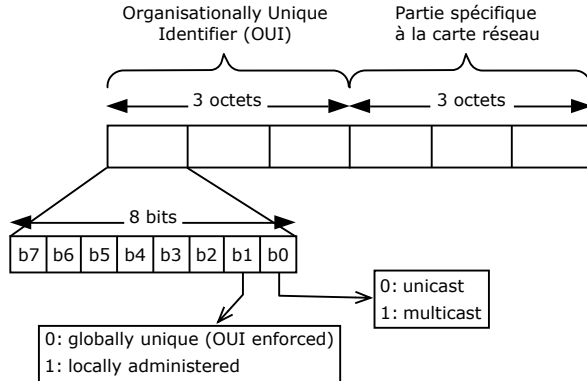 Organisationally Unique
Identifier (OUI)
Partie spécifique
à la carte réseau
3 octets
3 octets
8 bits
b7 b6 b5 b4 b3 b2 b1 b0
0: unicast
1: multicast
0: globally unique (OUI enforced)
1: locally administered